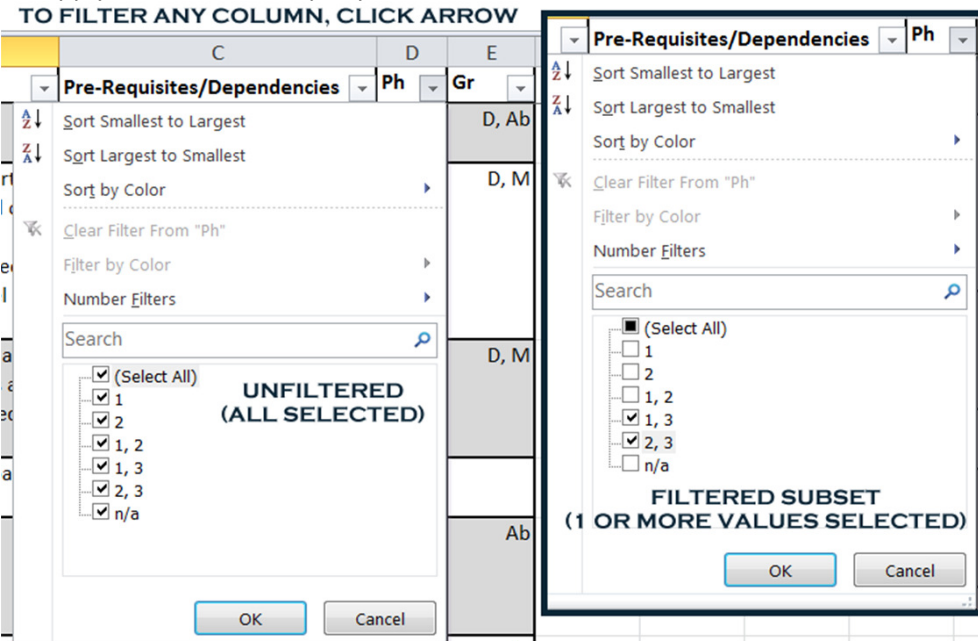 TO FILTER ANY COLUMN, CLICK ARROW
C D E
Pre-Requisites/Dependencies Ph Gr
Sort Smallest to Largest
Sort Largest to Smallest
Sort by Color
Clear Filter From "Ph"
Filter by Color
Number Filters
Search
(Select All)
1
2
1, 2
1, 3
2, 3
n/a
UNFILTERED
(ALL SELECTED)
OK Cancel
D, Ab
D, M
D, M
Ab
Pre-Requisites/Dependencies Ph
Sort Smallest to Largest
Sort Largest to Smallest
Sort by Color
Clear Filter From "Ph"
Filter by Color
Number Filters
Search
(Select All)
1
2
1, 2
1, 3
2, 3
n/a
FILTERED SUBSET
(1 OR MORE VALUES SELECTED)
OK Cancel